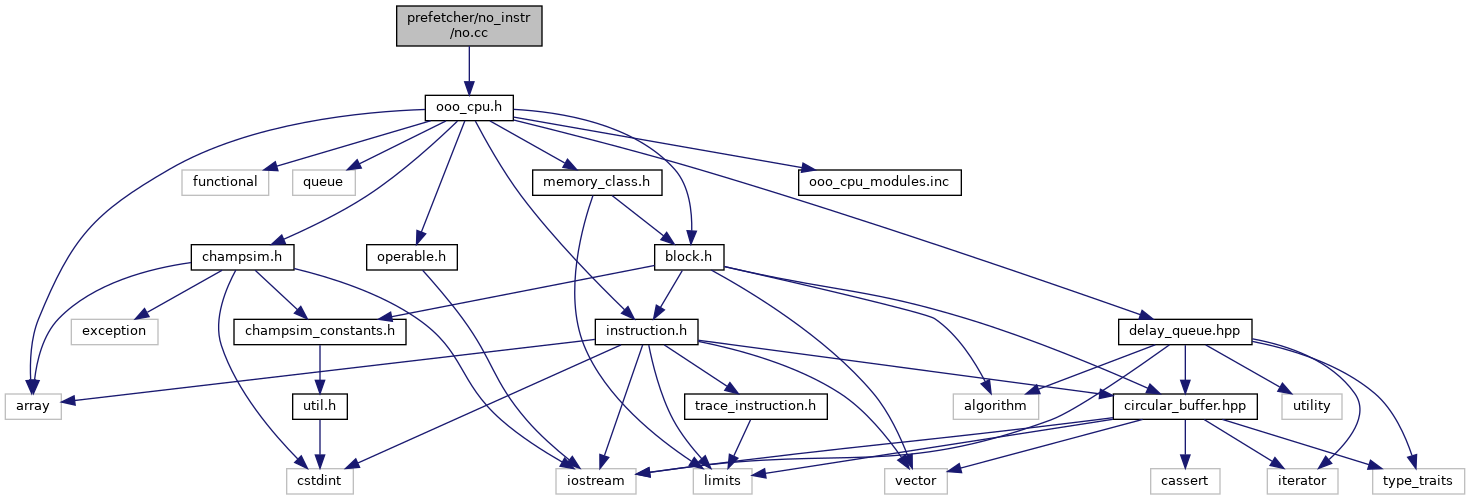 prefetcher/no_instr
/no.cc
ooo_cpu.h
functional
queue
memory_class.h
ooo_cpu_modules.inc
champsim.h
operable.h
block.h
exception
champsim_constants.h
instruction.h
delay_queue.hpp
array
util.h
trace_instruction.h
algorithm
circular_buffer.hpp
utility
cstdint
iostream
limits
vector
cassert
iterator
type_traits